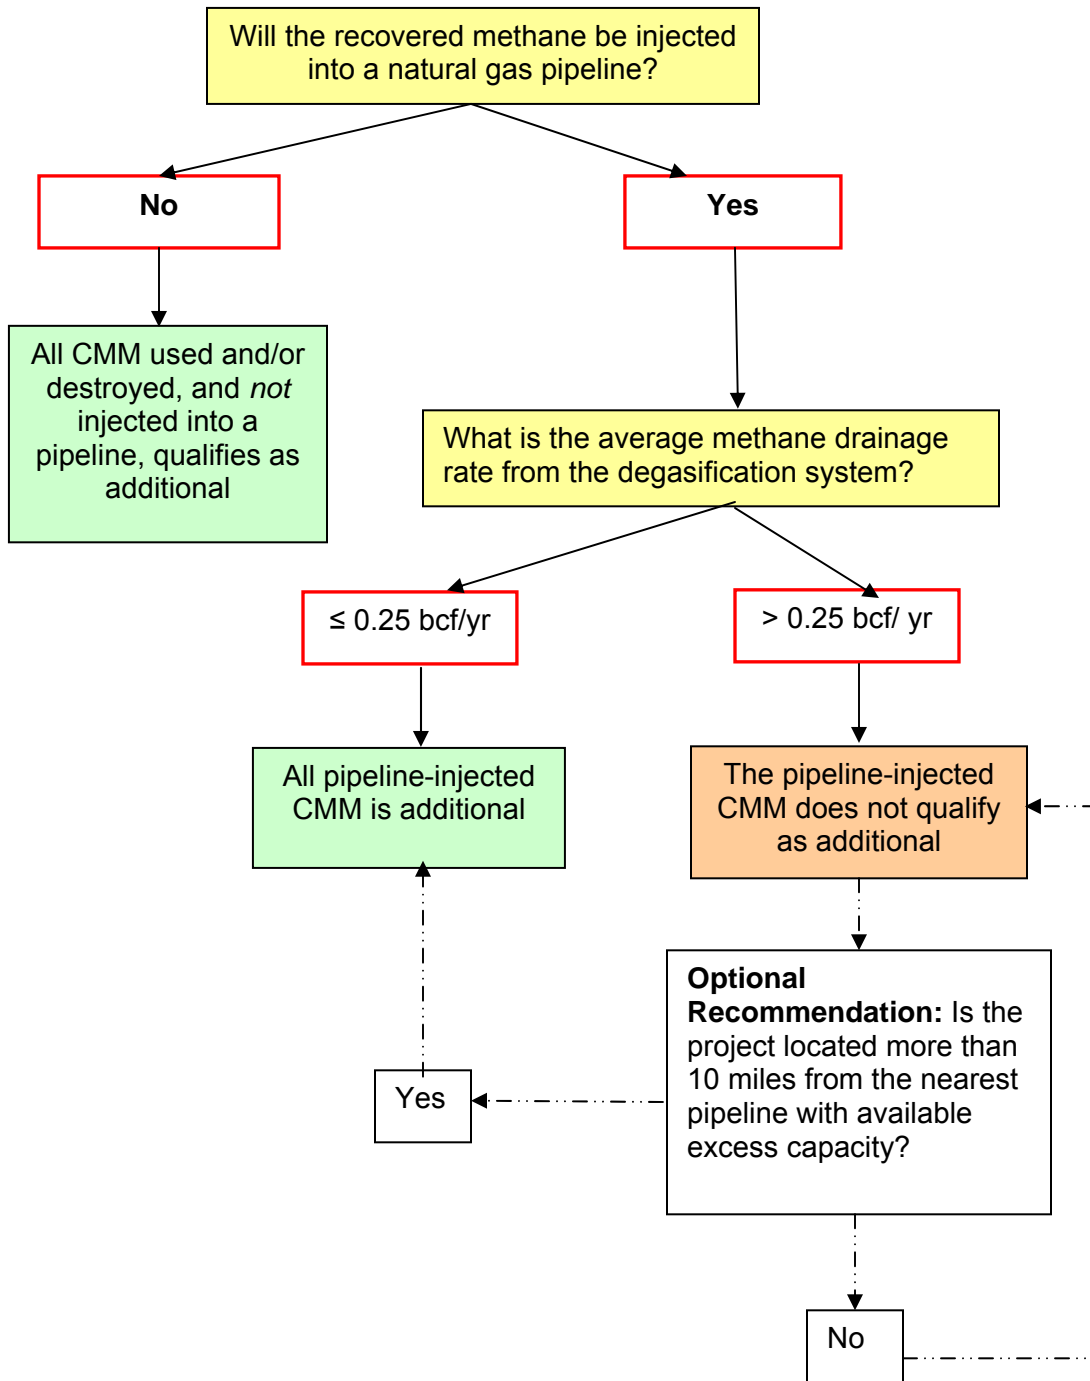 Will the recovered methane be injected
into a natural gas pipeline?
No
Yes
All CMM used and/or
destroyed, and not
injected into a
pipeline, qualifies as
additional
What is the average methane drainage
rate from the degasification system?
≤ 0.25 bcf/yr
> 0.25 bcf/ yr
All pipeline-injected
CMM is additional
The pipeline-injected
CMM does not qualify
as additional
Optional
Recommendation: Is the
project located more than
10 miles from the nearest
pipeline with available
excess capacity?
Yes
No